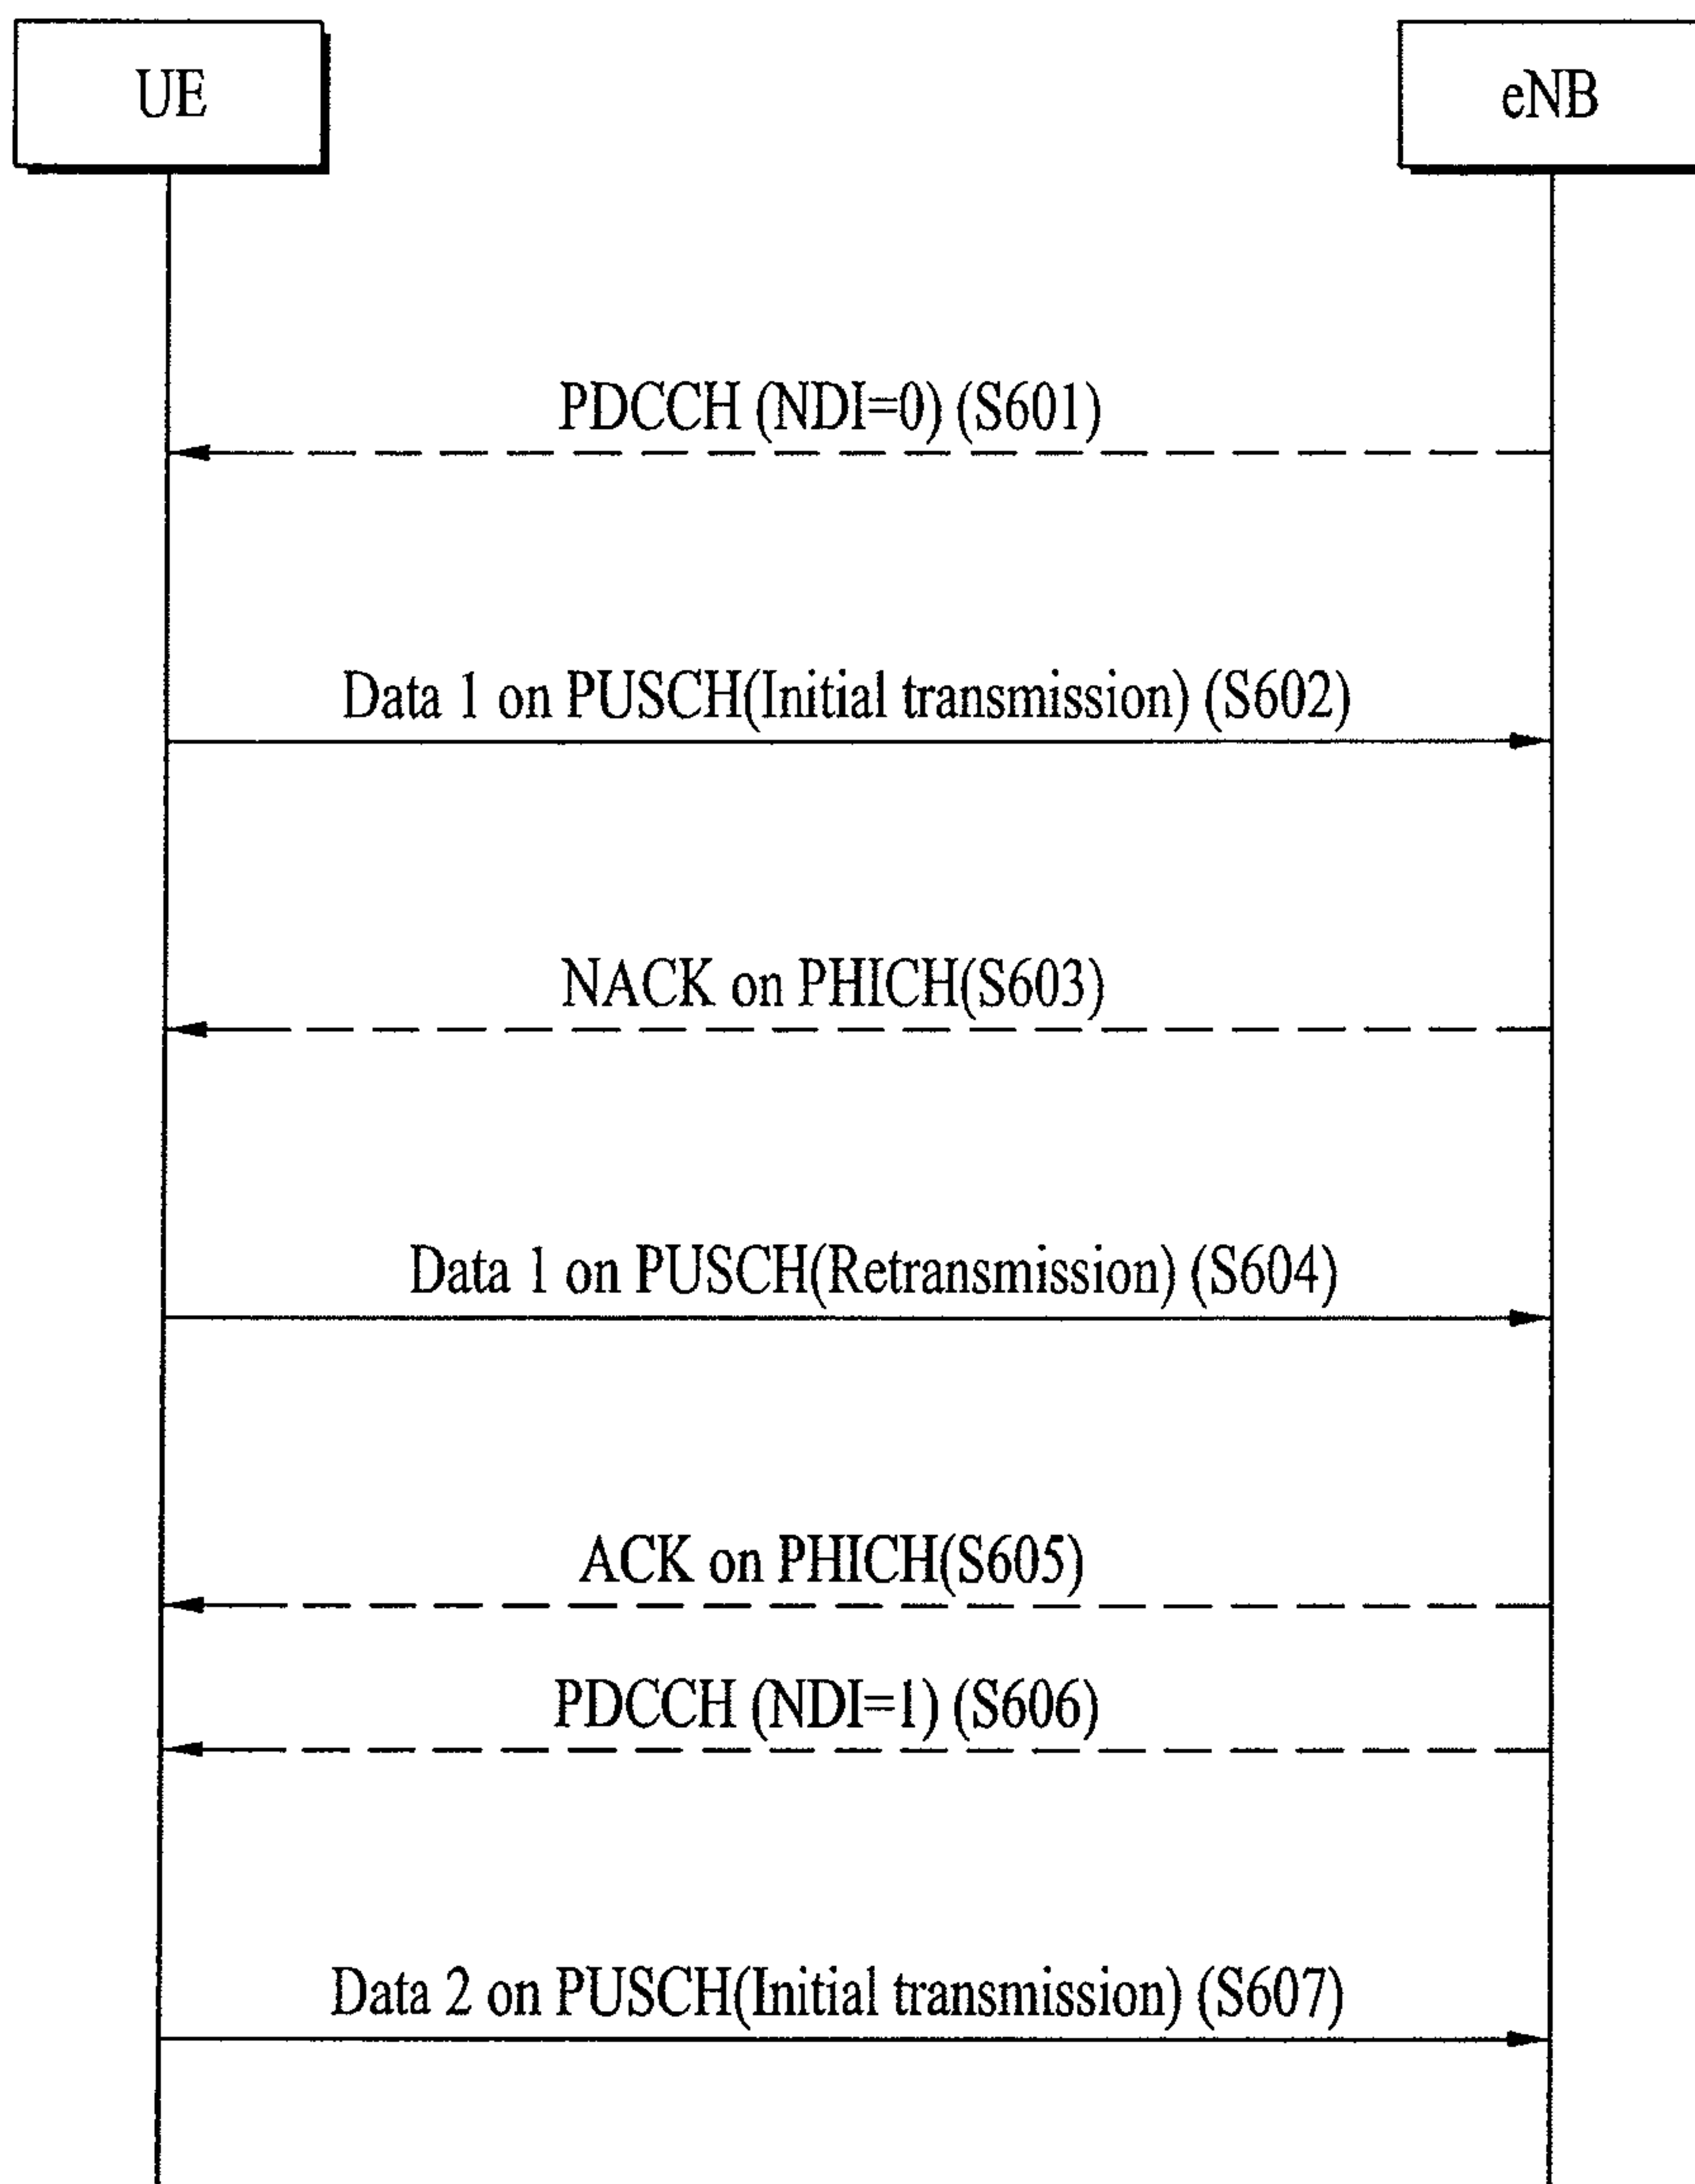 UE
eNB
PDCCH (NDI=0) (S601)
Data 1 on PUSCH(Initial transmission) (S602)
NACK on PHICH(S603)
Data 1 on PUSCH(Retransmission) (S604)
ACK on PHICH(S605)
PDCCH (NDI=1) (S606)
Data 2 on PUSCH(Initial transmission) (S607)